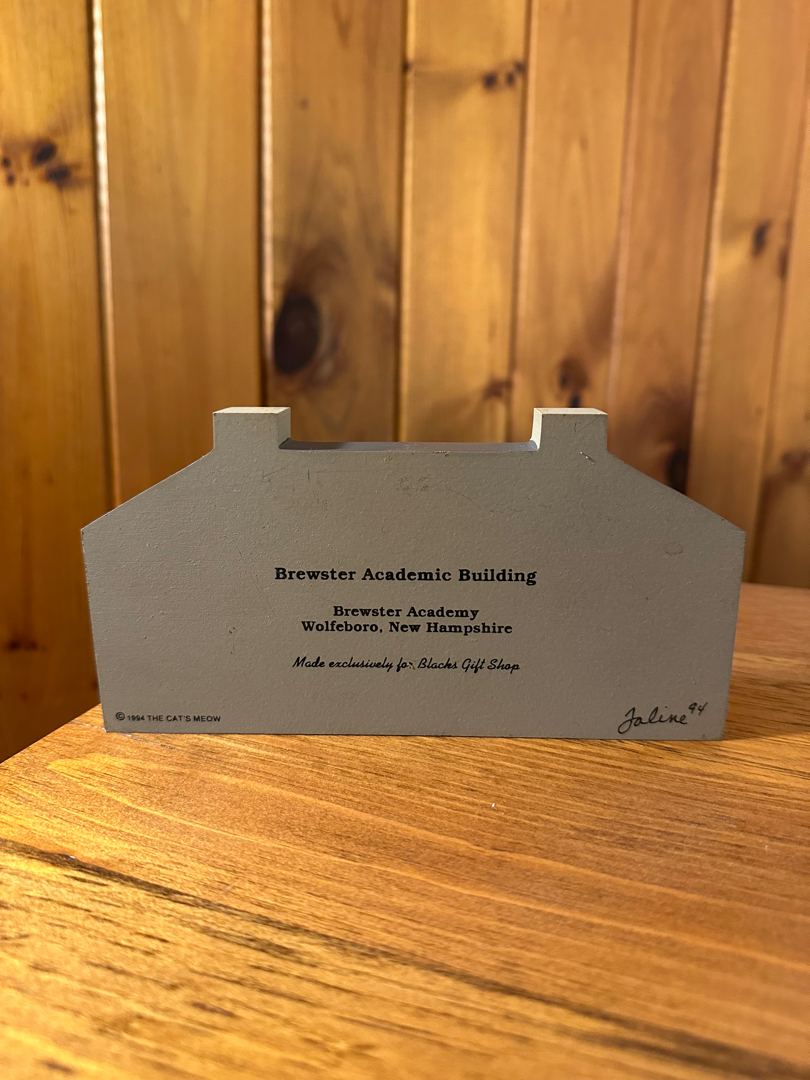 Brewster Academic Building
Brewster Academy
Wolfeboro, New Hampshire
Made exclusively for Blacks Gift Shop
© 1994 THE CAT'S MEOW
Faline 94